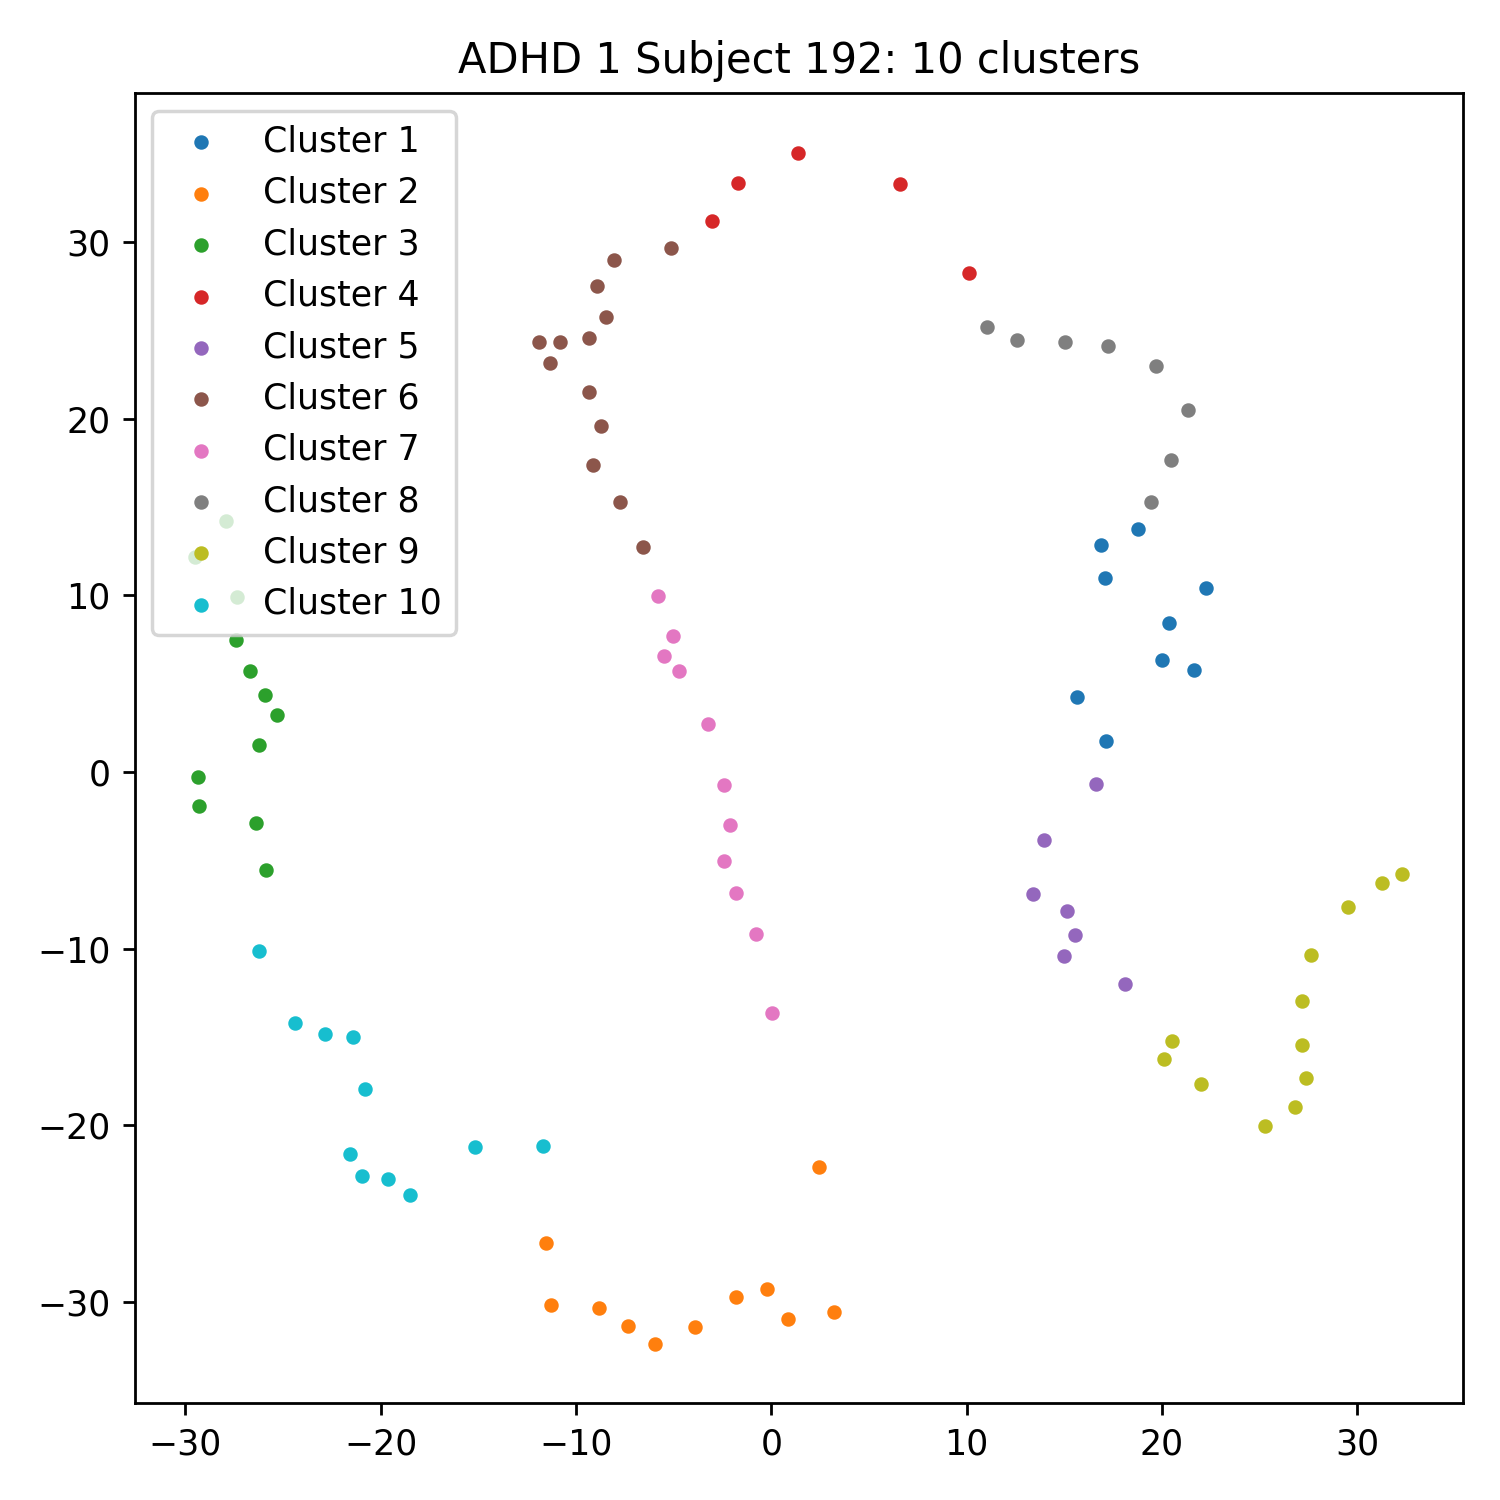 ADHD 1 Subject 192: 10 clusters
Cluster 1
Cluster 2
Cluster 3
Cluster 4
Cluster 5
Cluster 6
Cluster 7
Cluster 8
Cluster 9
Cluster 10
30
20
10
0
−10
−20
−30
−30 −20 −10 0 10 20 30